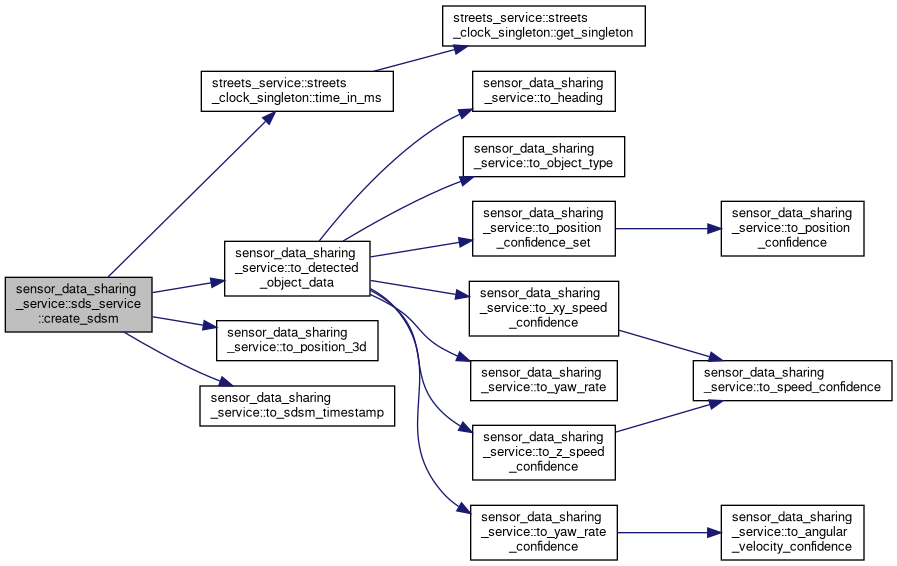 streets_service::streets
_clock_singleton::get_singleton
streets_service::streets
_clock_singleton::time_in_ms
sensor_data_sharing
_service::to_heading
sensor_data_sharing
_service::to_object_type
sensor_data_sharing
_service::to_position
_confidence_set
sensor_data_sharing
_service::to_position
_confidence
sensor_data_sharing
_service::to_detected
_object_data
sensor_data_sharing
_service::sds_service
::create_sdsm
sensor_data_sharing
_service::to_xy_speed
_confidence
sensor_data_sharing
_service::to_position_3d
sensor_data_sharing
_service::to_yaw_rate
sensor_data_sharing
_service::to_speed_confidence
sensor_data_sharing
_service::to_sdsm_timestamp
sensor_data_sharing
_service::to_z_speed
_confidence
sensor_data_sharing
_service::to_yaw_rate
_confidence
sensor_data_sharing
_service::to_angular
_velocity_confidence